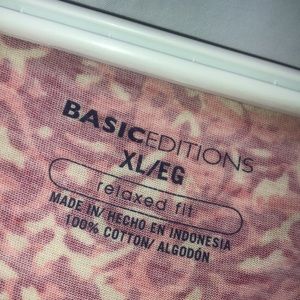 BASICEDITIONS
XL/EG
relaxed fit
MADE IN/ HECHO EN INDONESIA
100% COTTON/ ALGODÓN